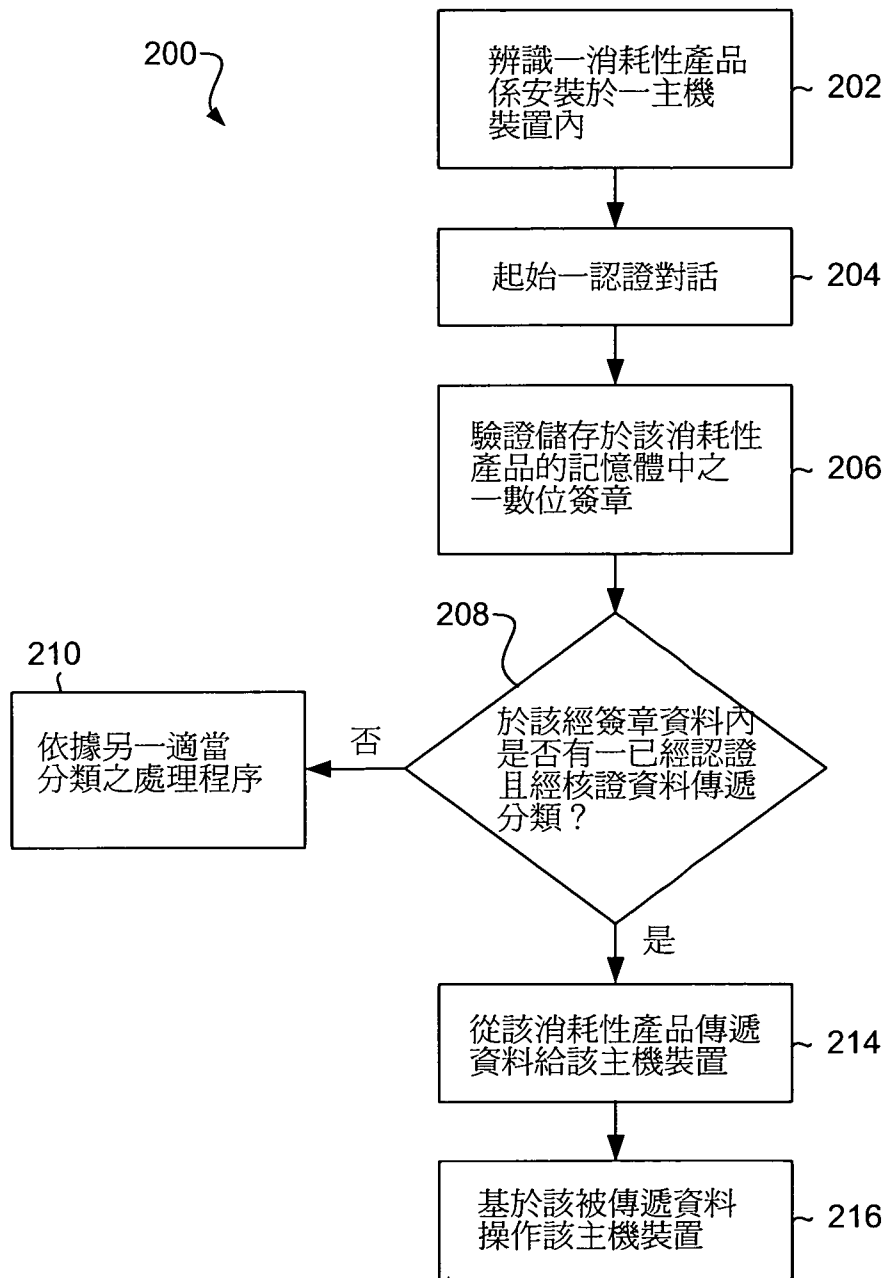 200
辨識一消耗性產品
係安裝於一主機
裝置內
202
起始一認證對話
204
驗證儲存於該消耗性
產品的記憶體中之
一數位簽章
206
208
於該經簽章資料內
是否有一已經認證
且經核證資料傳遞
分類？
210
否
依據另一適當
分類之處理程序
是
從該消耗性產品傳遞
資料給該主機裝置
214
基於該被傳遞資料
操作該主機裝置
216